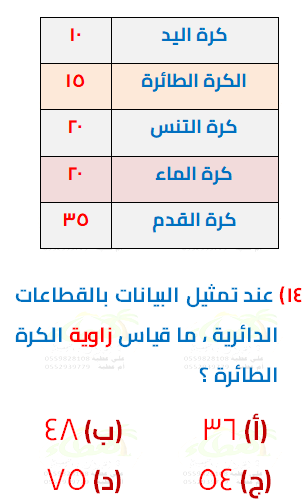 كرة اليد ١٠
الكرة الطائرة ١٥
كرة التنس ٢٠
كرة الماء ٢٠
كرة القدم ٣٥
١٤) عند تمثيل البيانات بالقطاعات
الدائرية ، ما قياس زاوية الكرة
الطائرة ؟
(أ) ٣٦ (ب) ٤٨
(ج) ٥٤ (د) ٧٥